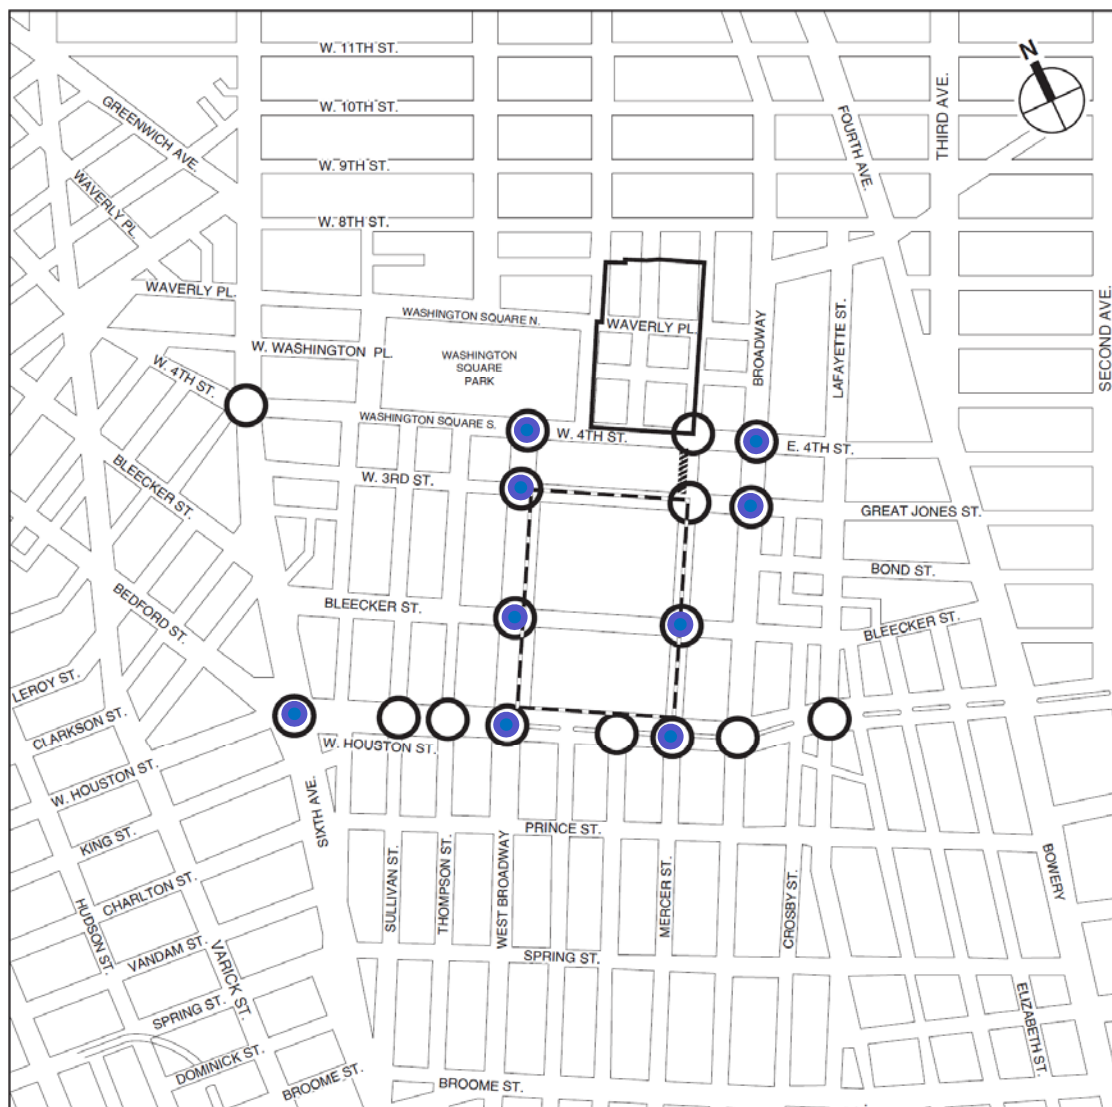 W. 11TH ST.
N
W. 10TH ST.
GREENWICH AVE.
FOURTH AVE.
THIRD AVE.
W. 9TH ST.
WAVERLY PL.
W. 8TH ST.
WAVERLY PL.
WASHINGTON SQUARE N.
WAVERLY PL.
BROADWAY
LAFAYETTE ST.
SECOND AVE.
W. WASHINGTON PL.
WASHINGTON
SQUARE
PARK
W. 4TH ST.
WASHINGTON SQUARE S.
W. 4TH ST.
E. 4TH ST.
BLEECKER ST.
W. 3RD ST.
GREAT JONES ST.
BOND ST.
BEDFORD ST.
BLEECKER ST.
BLEECKER ST.
LEROY ST.
CLARKSON ST.
W. HOUSTON ST.
W. HOUSTON ST.
SIXTH AVE.
KING ST.
PRINCE ST.
CHARLTON ST.
SULLIVAN ST.
THOMPSON ST.
WEST BROADWAY
MERCER ST.
CROSBY ST.
BOWERY
HUDSON ST.
VANDAM ST.
VARICK ST.
SPRING ST.
SPRING ST.
ELIZABETH ST.
DOMINICK ST.
BROOME ST.
BROOME ST.